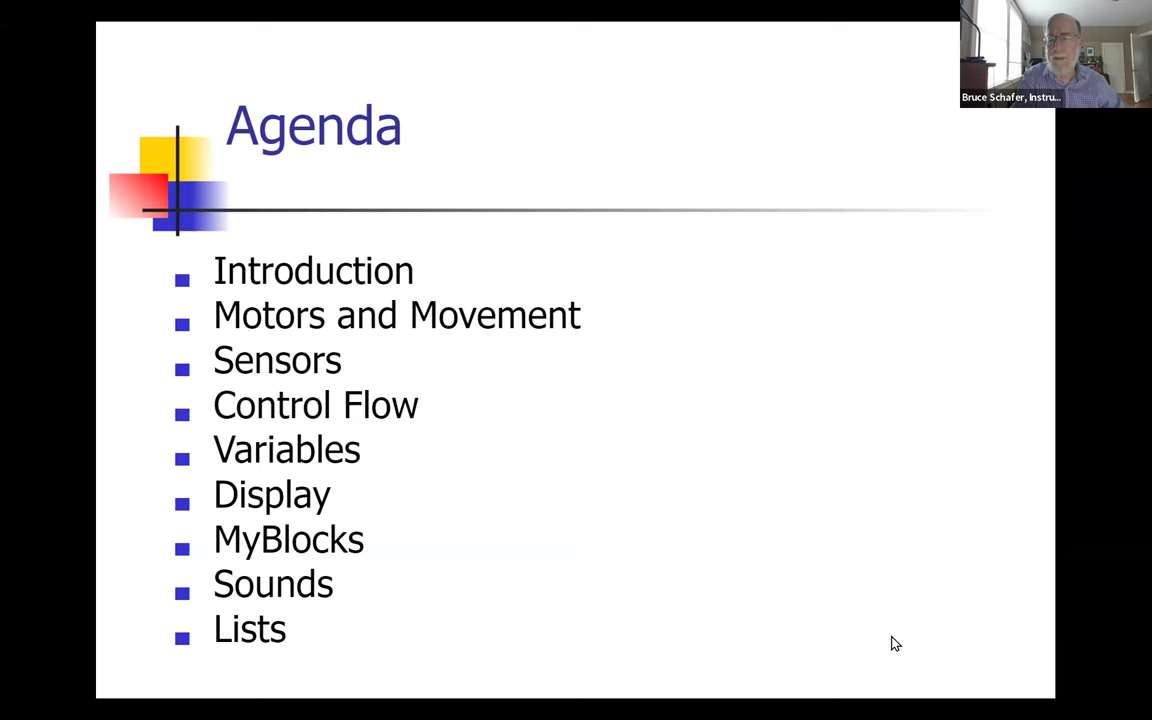 Agenda
Bruce Schafer, Instru...
Introduction
Motors and Movement
Sensors
Control Flow
Variables
Display
MyBlocks
Sounds
Lists